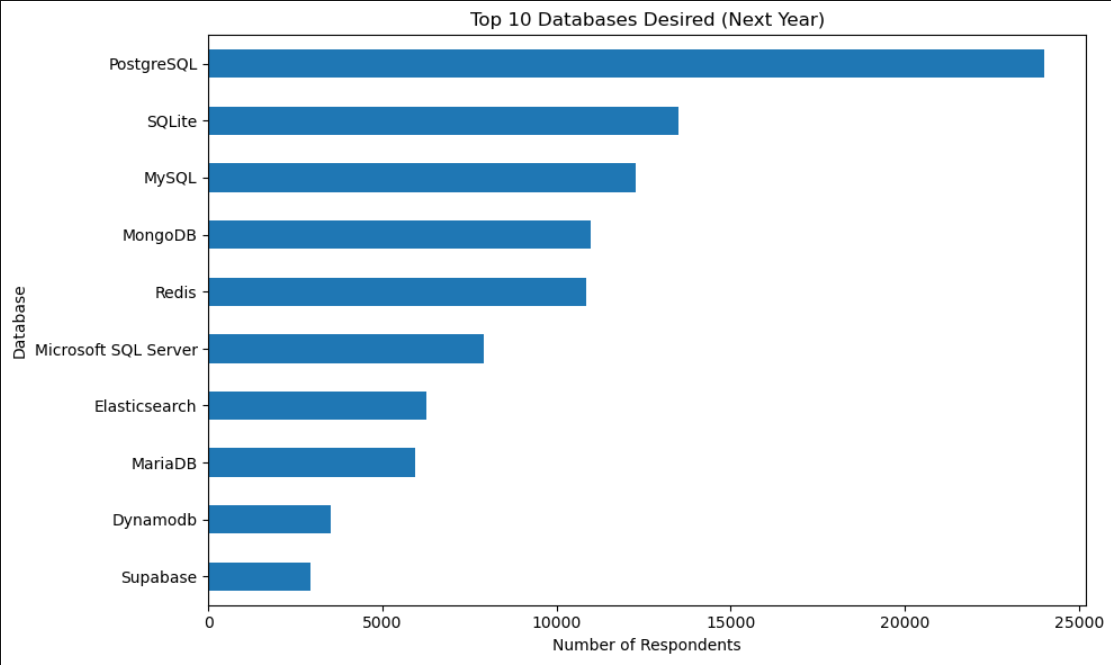 Top 10 Databases Desired (Next Year)
Database
PostgreSQL
SQLite
MySQL
MongoDB
Redis
Microsoft SQL Server
Elasticsearch
MariaDB
Dynamodb
Supabase
0 5000 10000 15000 20000 25000
Number of Respondents